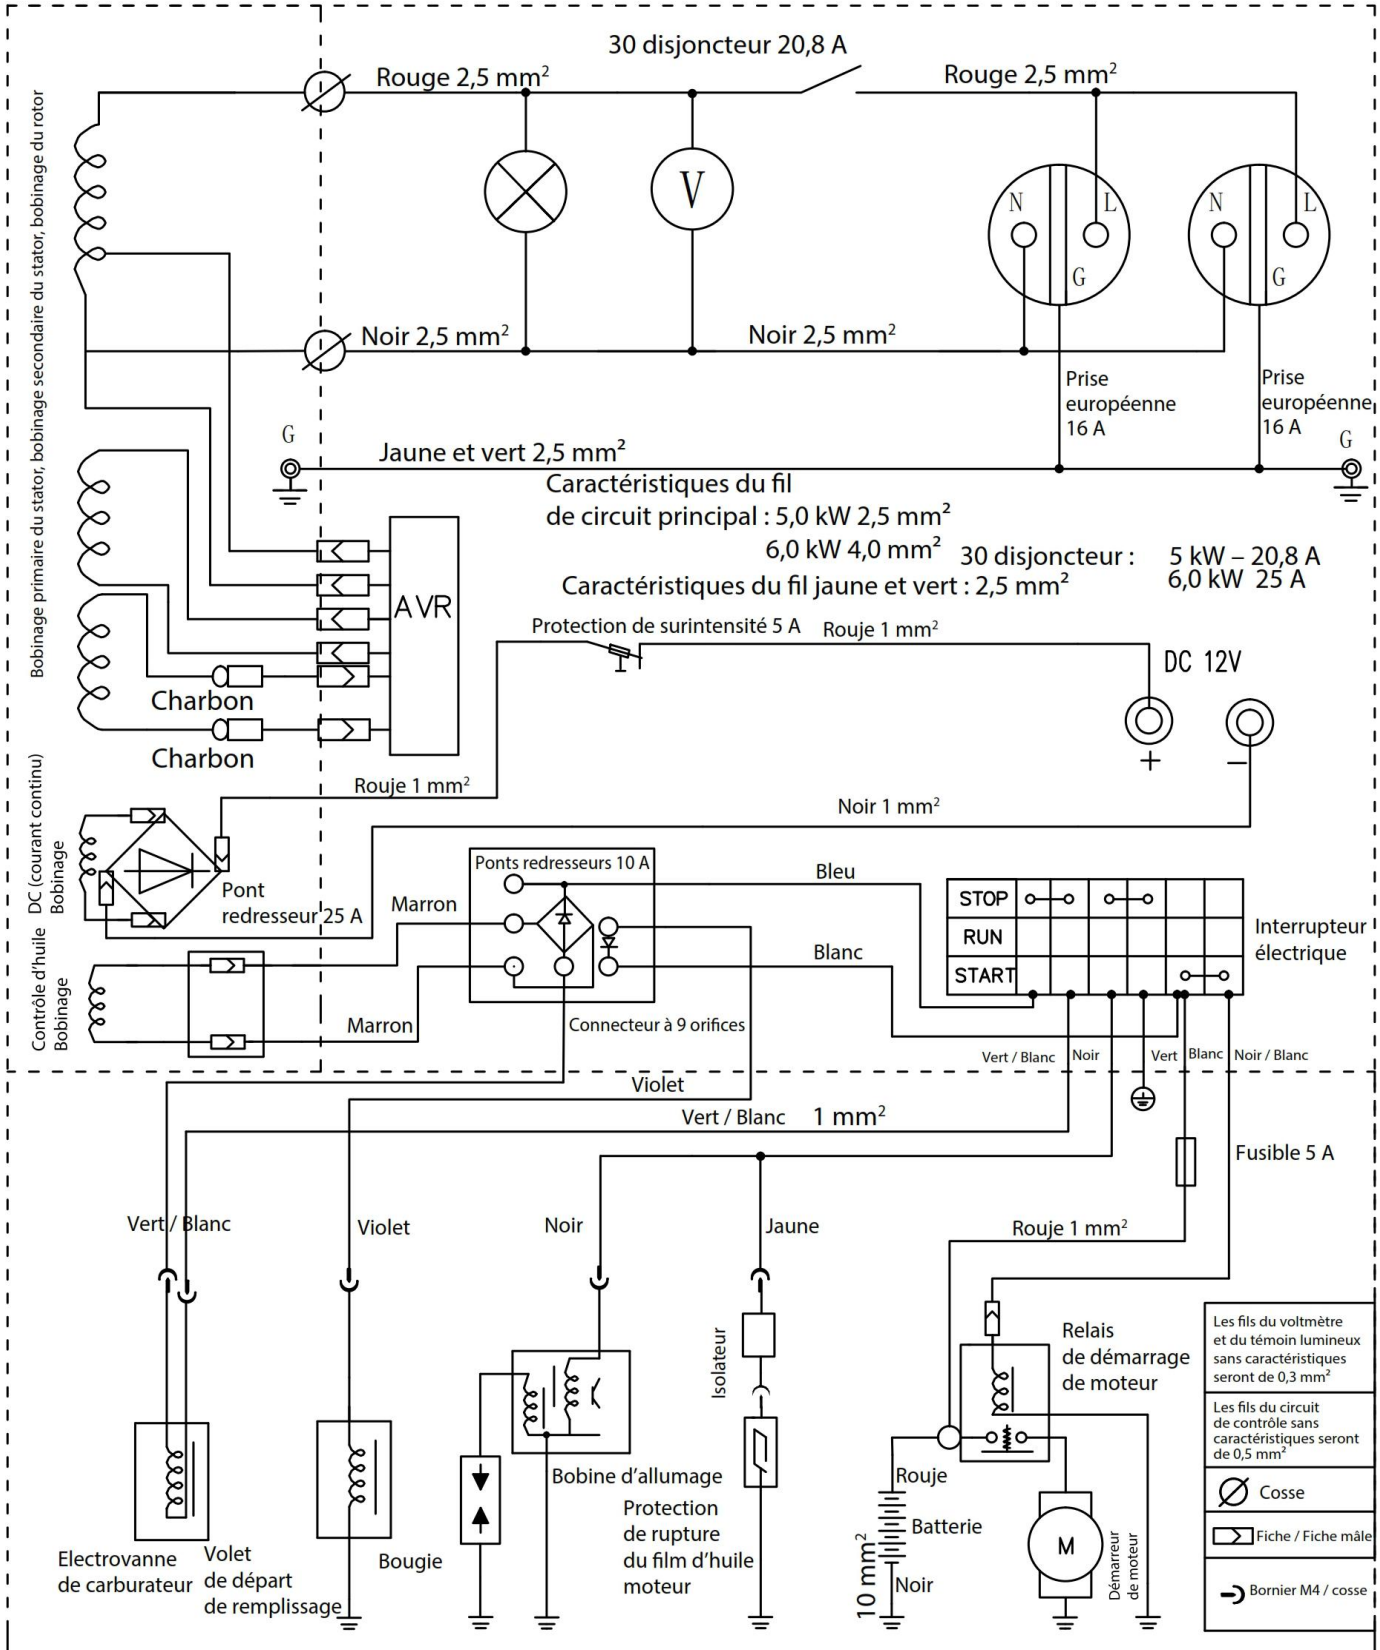 30 disjoncteur 20,8 A
Rouge 2,5 mm²
Rouge 2,5 mm²
V
N
L
G
N
L
G
Noir 2,5 mm²
Noir 2,5 mm²
Prise
européenne
16 A
Prise
européenne
16 A
Bobinage primaire du stator, bobinage secondaire du stator, bobinage du rotor
G
G
Jaune et vert 2,5 mm²
Caractéristiques du fil
de circuit principal : 5,0 kW 2,5 mm²
6,0 kW 4,0 mm²
30 disjoncteur :
5 kW – 20,8 A
6,0 kW 25 A
Caractéristiques du fil jaune et vert : 2,5 mm²
AVR
Protection de surintensité 5 A
Rouje 1 mm²
DC 12V
+
–
Charbon
Charbon
Rouje 1 mm²
Noir 1 mm²
DC (courant continu)
Bobinage
Pont
redresseur 25 A
Ponts redresseurs 10 A
Bleu
Marron
Blanc
STOP
RUN
START
Interrupteur
électrique
Contrôle d'huile
Bobinage
Marron
Connecteur à 9 orifices
Vert / Blanc
Noir
Vert
Blanc
Noir / Blanc
Violet
Vert / Blanc 1 mm²
Fusible 5 A
Vert / Blanc
Violet
Noir
Jaune
Rouje 1 mm²
Isolateur
Relais
de démarrage
de moteur
Les fils du voltmètre
et du témoin lumineux
sans caractéristiques
seront de 0,3 mm²
Les fils du circuit
de contrôle sans
caractéristiques seront
de 0,5 mm²
Cosse
Fiche / Fiche mâle
Bornier M4 / cosse
Bobine d'allumage
Protection
de rupture
du film d'huile
moteur
Rouje
Batterie
10 mm²
Noir
M
Démarreur
de moteur
Electrovanne
de carburateur
Volet
de départ
de remplissage
Bougie